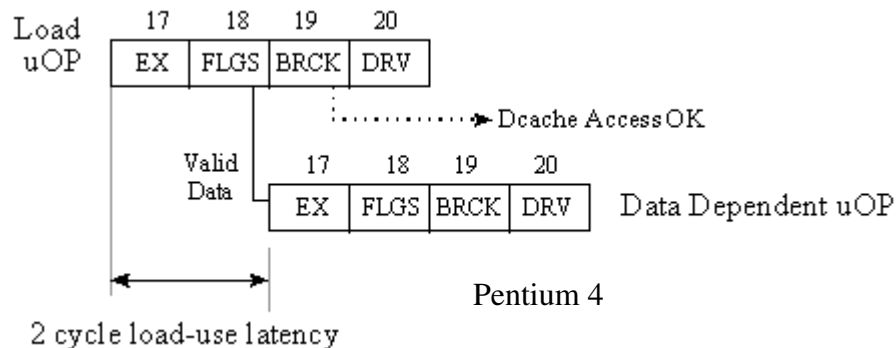 Load
uOP
17 18 19 20
EX FLGS BRCK DRV
Dcache Access OK
Valid
Data
17 18 19 20
EX FLGS BRCK DRV
Data Dependent uOP
Pentium 4
2 cycle load-use latency